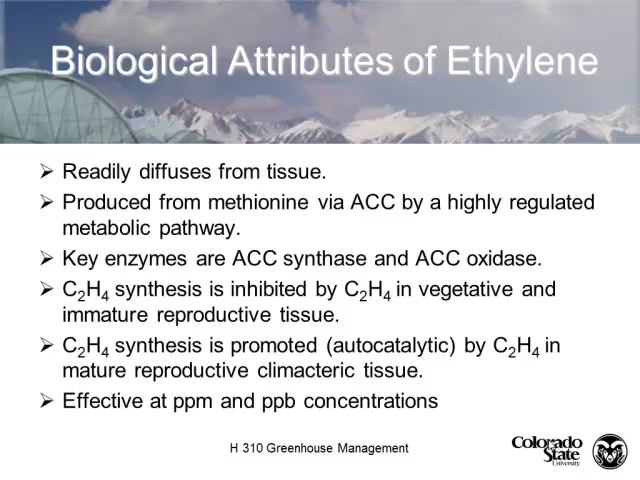 Biological Attributes of Ethylene
Readily diffuses from tissue.
Produced from methionine via ACC by a highly regulated
metabolic pathway.
Key enzymes are ACC synthase and ACC oxidase.
C₂H₄ synthesis is inhibited by C₂H₄ in vegetative and
immature reproductive tissue.
C₂H₄ synthesis is promoted (autocatalytic) by C₂H₄ in
mature reproductive climacteric tissue.
Effective at ppm and ppb concentrations
H 310 Greenhouse Management
Colorado
State
University